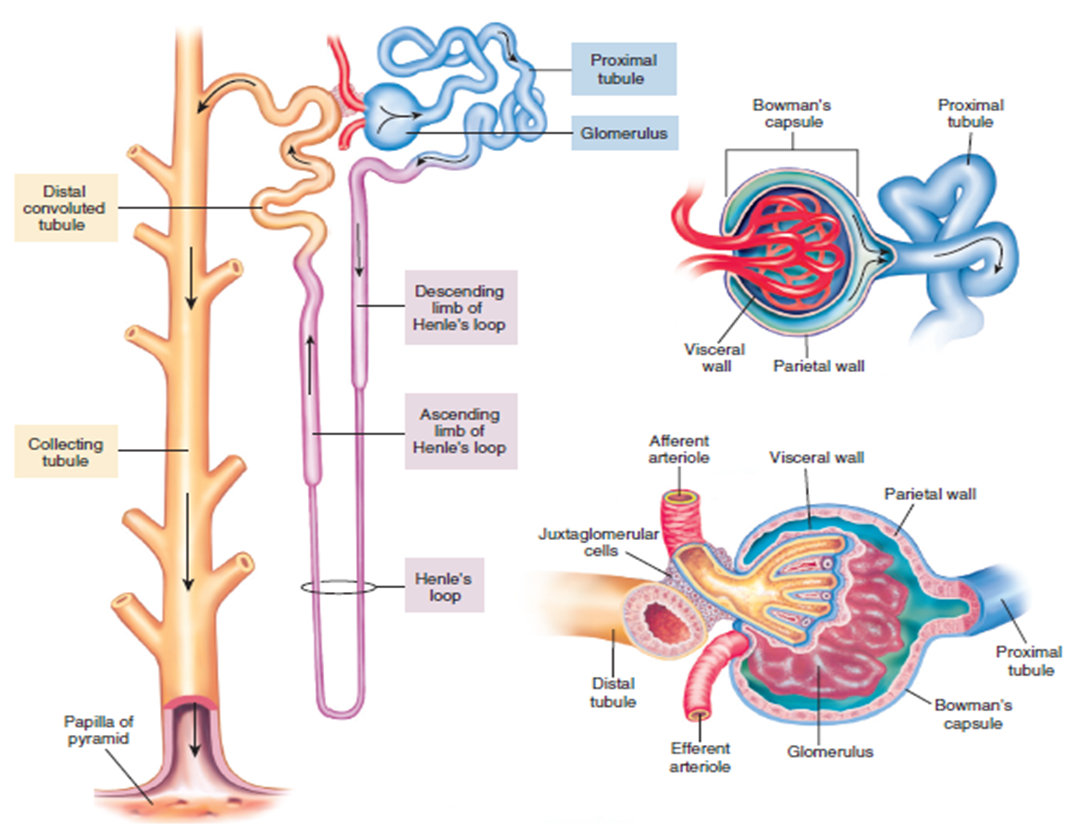 Proximal
tubule
Glomerulus
Distal
convoluted
tubule
Descending
limb of
Henle's loop
Ascending
limb of
Henle's loop
Collecting
tubule
Henle's
loop
Papilla of
pyramid
Bowman's
capsule
Proximal
tubule
Visceral
wall
Parietal wall
Afferent
arteriole
Visceral wall
Parietal wall
Juxtaglomerular
cells
Distal
tubule
Efferent
arteriole
Glomerulus
Bowman's
capsule
Proximal
tubule